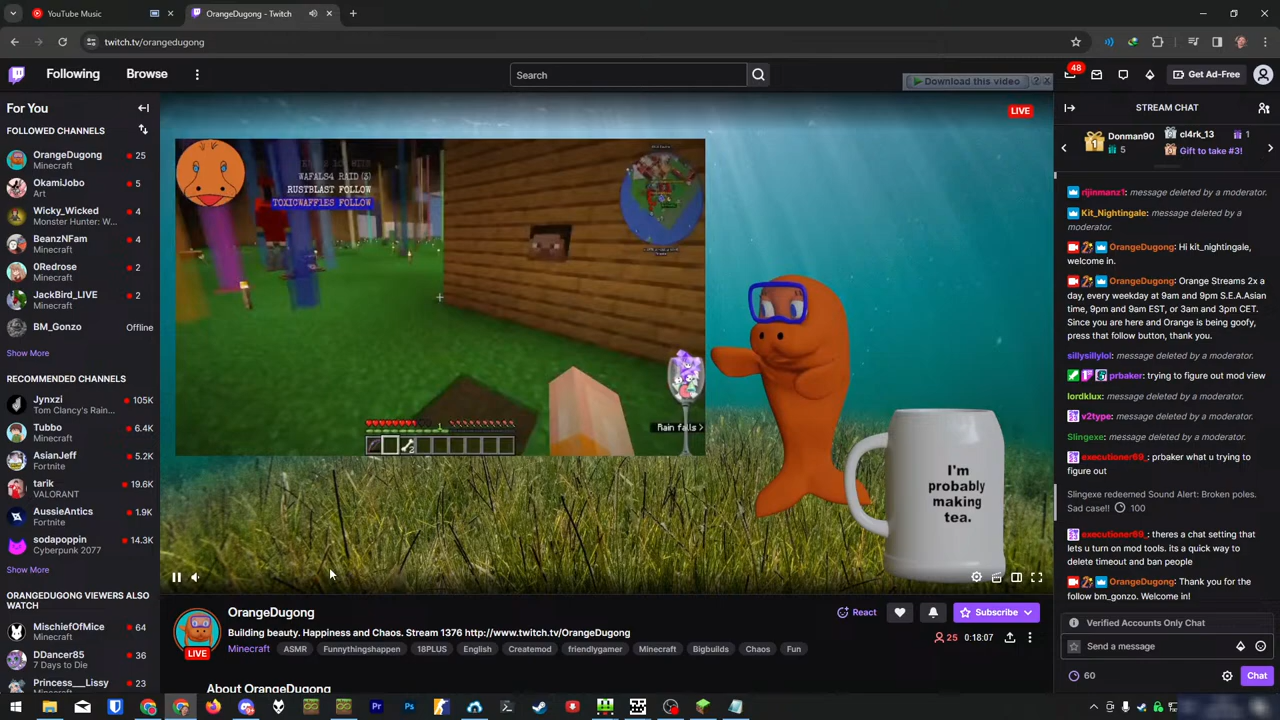 YouTube Music
OrangeDugong - Twitch
twitch.tv/orangedugong
Following
Browse
Search
Download this video
48
Get Ad-Free
For You
FOLLOWED CHANNELS
OrangeDugong
25
Minecraft
OkamiJobo
5
Art
Wicky_Wicked
4
Monster Hunter: W...
BeanzNFam
4
Minecraft
0Redrose
2
Minecraft
JackBird_LIVE
2
Minecraft
BM_Gonzo
Offline
Show More
RECOMMENDED CHANNELS
Jynxzi
105K
Tom Clancy's Rain...
Tubbo
6.4K
Minecraft
AsianJeff
5.2K
Fortnite
tarik
19.6K
VALORANT
AussieAntics
1.9K
Fortnite
sodapoppin
14.3K
Cyberpunk 2077
Show More
ORANGEDUGONG VIEWERS ALSO
WATCH
MischiefOfMice
64
Minecraft
DDancer85
36
7 Days to Die
Princess__Lissy
23
Minecraft
LIVE
WAFALS4 RAID (3)
RUSTBLAST FOLLOW
TOXICWAFFLES FOLLOW
Rain falls >
I'm
probably
making
tea.
OrangeDugong
LIVE
Building beauty. Happiness and Chaos. Stream 1376 http://www.twitch.tv/OrangeDugong
Minecraft
ASMR
Funnythingshappen
18PLUS
English
Createmod
friendlygamer
Minecraft
Bigbuilds
Chaos
Fun
React
Subscribe
25
0:18:07
About OrangeDugong
STREAM CHAT
Donman90
5
cl4rk_13
1
1
Gift to take #3!
rijinmanz1: message deleted by a moderator.
Kit_Nightingale: message deleted by a
moderator.
OrangeDugong: Hi kit_nightingale,
welcome in.
OrangeDugong: Orange Streams 2x a
day, every weekday at 9am and 9pm S.E.Asian
time, 9pm and 9am EST, or 3am and 3pm CET.
Since you are here and Orange is being goofy,
press that follow button, thank you.
sillysillylol: message deleted by a moderator.
prbaker: trying to figure out mod view
lordklux: message deleted by a moderator.
v2type: message deleted by a moderator.
Slingexe: message deleted by a moderator.
executioner69_: prbaker what u trying to
figure out
Slingexe redeemed Sound Alert: Broken poles.
Sad case!! 100
executioner69_: theres a chat setting that
lets u turn on mod tools. its a quick way to
delete timeout and ban people
OrangeDugong: Thank you for the
follow bm_gonzo. Welcome in!
Verified Accounts Only Chat
Send a message
60
Chat